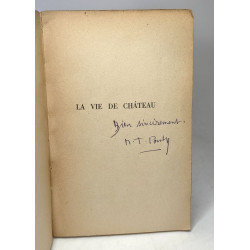 LA VIE DE CHÂTEAU
Bien sincèrement.
M-T